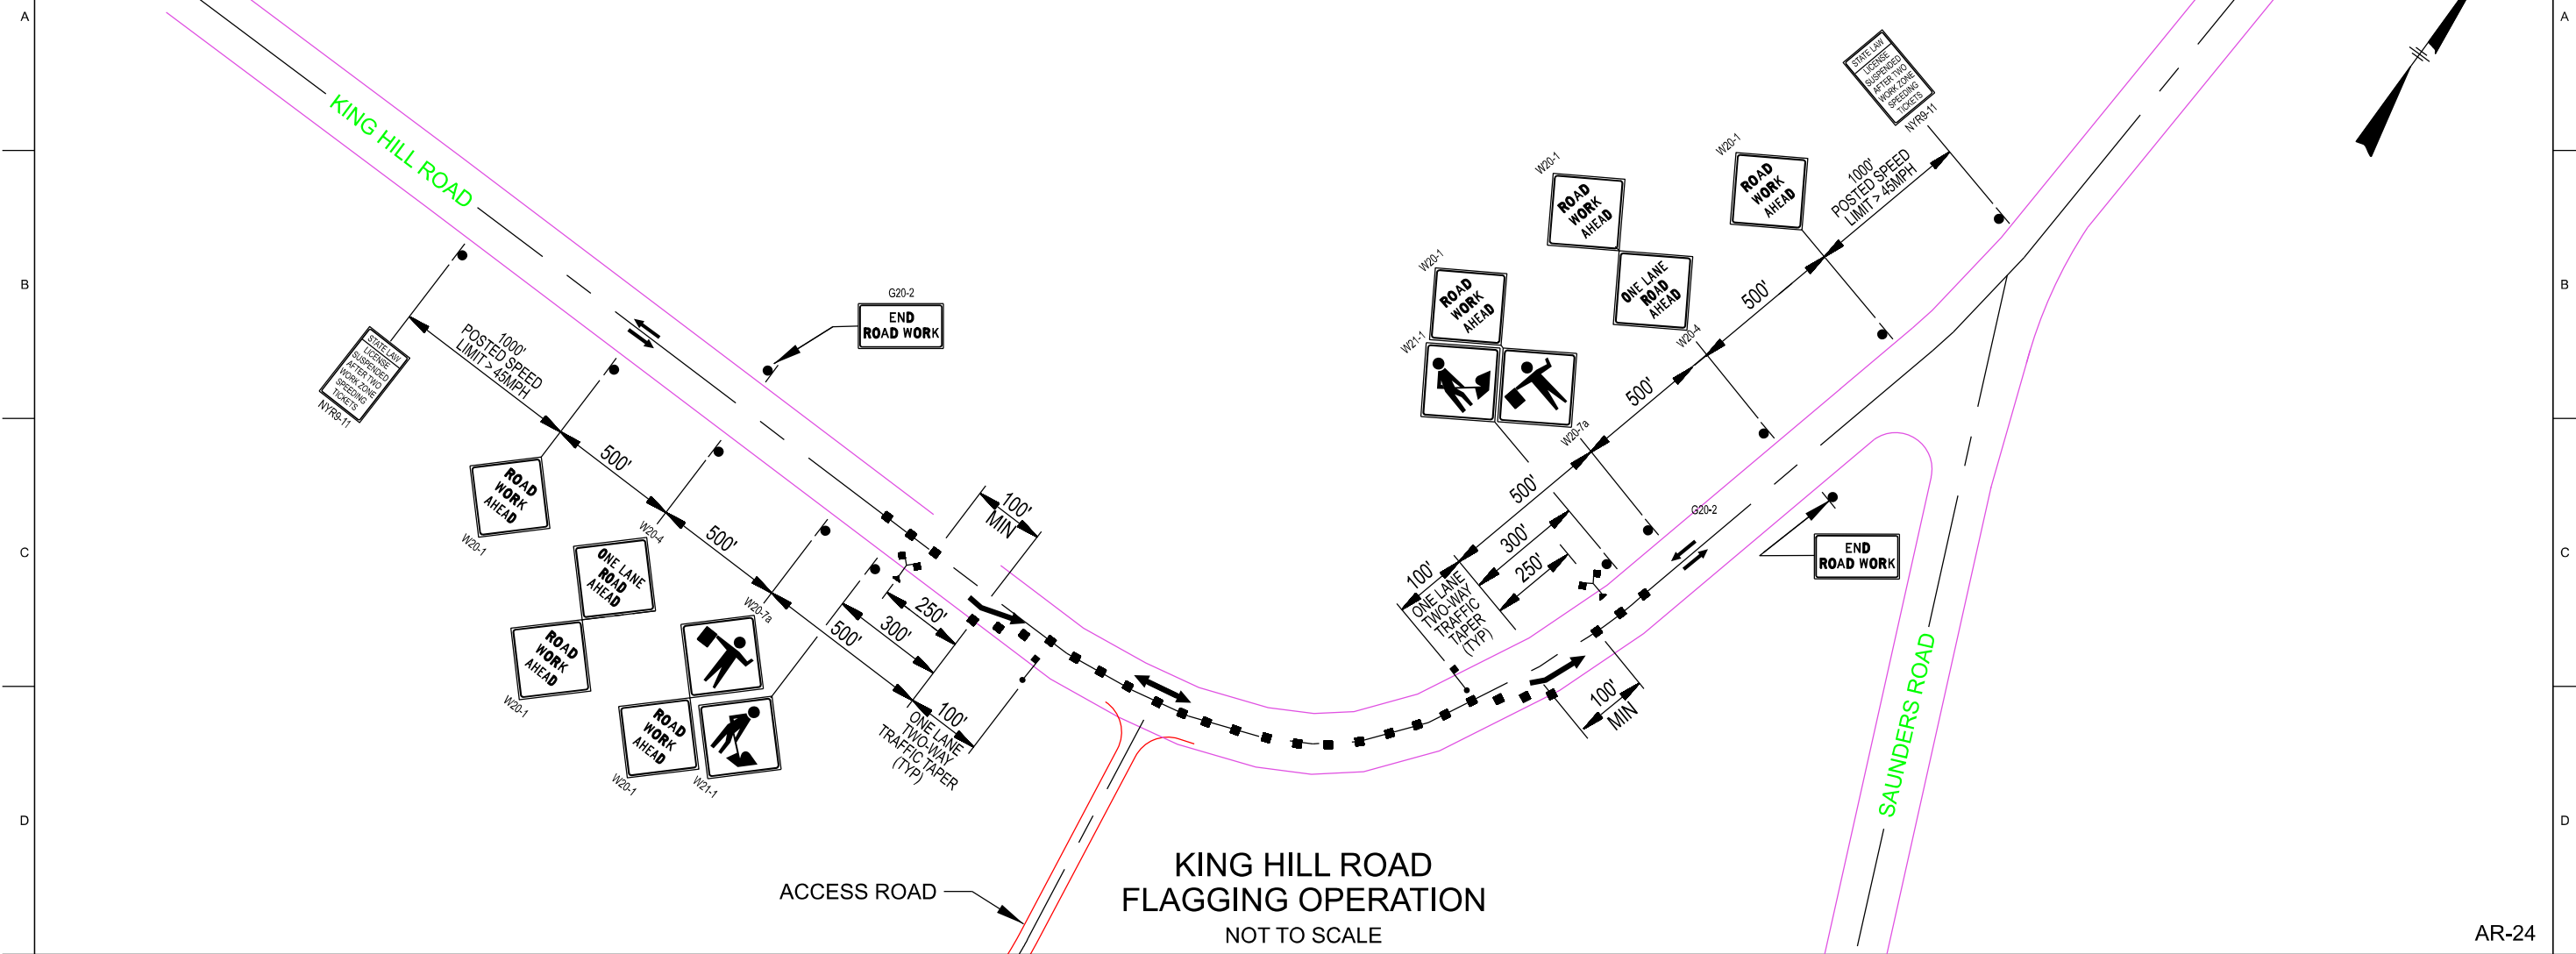 A
A
STATE LAW
LICENSE
SUSPENDED
AFTER TWO
WORK ZONE
SPEEDING
TICKETS
NYR9-11
KING HILL ROAD
W20-1
ROAD
WORK
AHEAD
W20-1
ROAD
WORK
AHEAD
1000'
POSTED SPEED
LIMIT > 45MPH
B
B
W20-1
ROAD
WORK
AHEAD
ONE LANE
ROAD
AHEAD
W20-4
500'
G20-2
END
ROAD WORK
W21-1
W20-7a
500'
1000'
POSTED SPEED
LIMIT > 45MPH
STATE LAW
LICENSE
SUSPENDED
AFTER TWO
WORK ZONE
SPEEDING
TICKETS
NYR9-11
500'
500'
100'
MIN
ROAD
WORK
AHEAD
W20-1
W20-4
500'
300'
250'
100'
ONE LANE
TWO-WAY
TRAFFIC
TAPER
(TYP)
G20-2
END
ROAD WORK
C
C
ONE LANE
ROAD
AHEAD
ROAD
WORK
AHEAD
W20-1
W20-7a
500'
250'
300'
100'
ONE LANE
TWO-WAY
TRAFFIC TAPER
(TYP)
100'
MIN
ROAD
WORK
AHEAD
W20-1
W21-1
SAUNDERS ROAD
D
D
ACCESS ROAD
KING HILL ROAD
FLAGGING OPERATION
NOT TO SCALE
AR-24